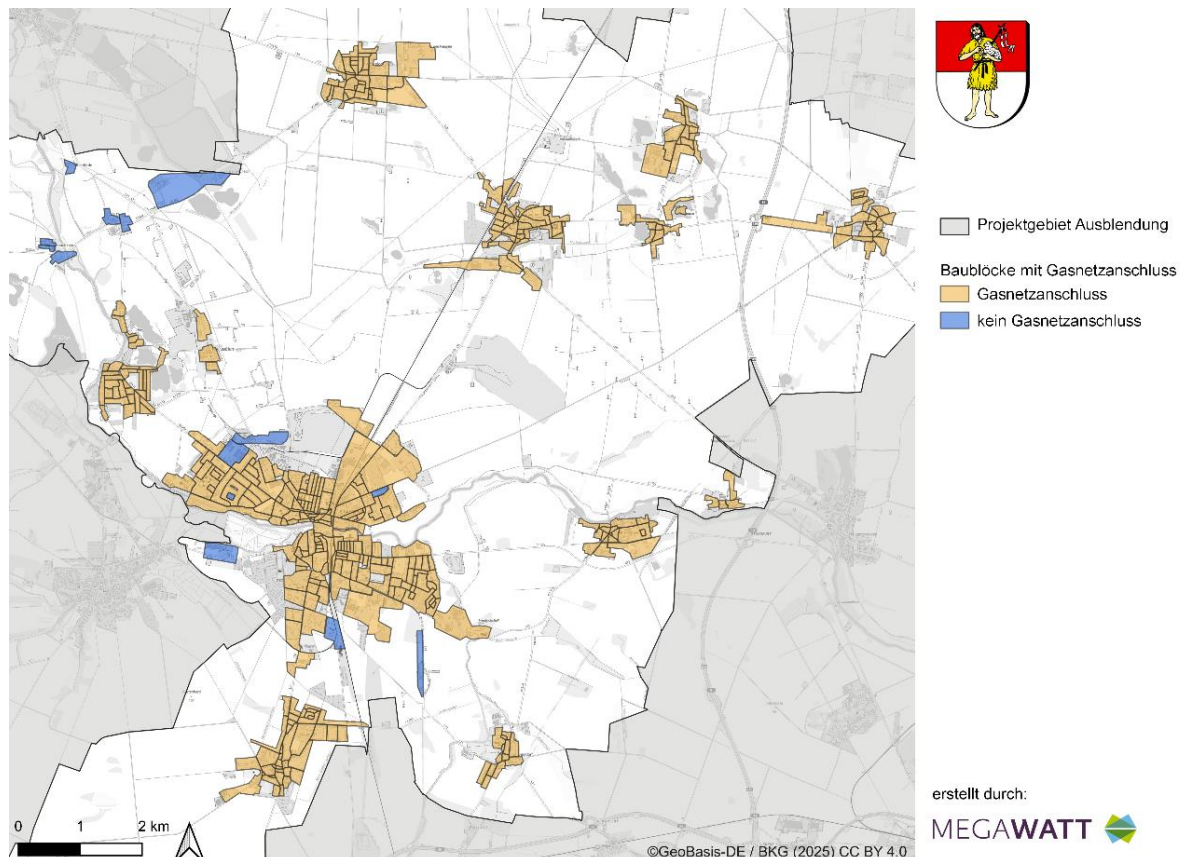 Projektgebiet Ausblendung
Baublöcke mit Gasnetzanschluss
Gasnetzanschluss
kein Gasnetzanschluss
0 1 2 km
erstellt durch:
MEGAWATT
©GeoBasis-DE / BKG (2025) CC BY 4.0